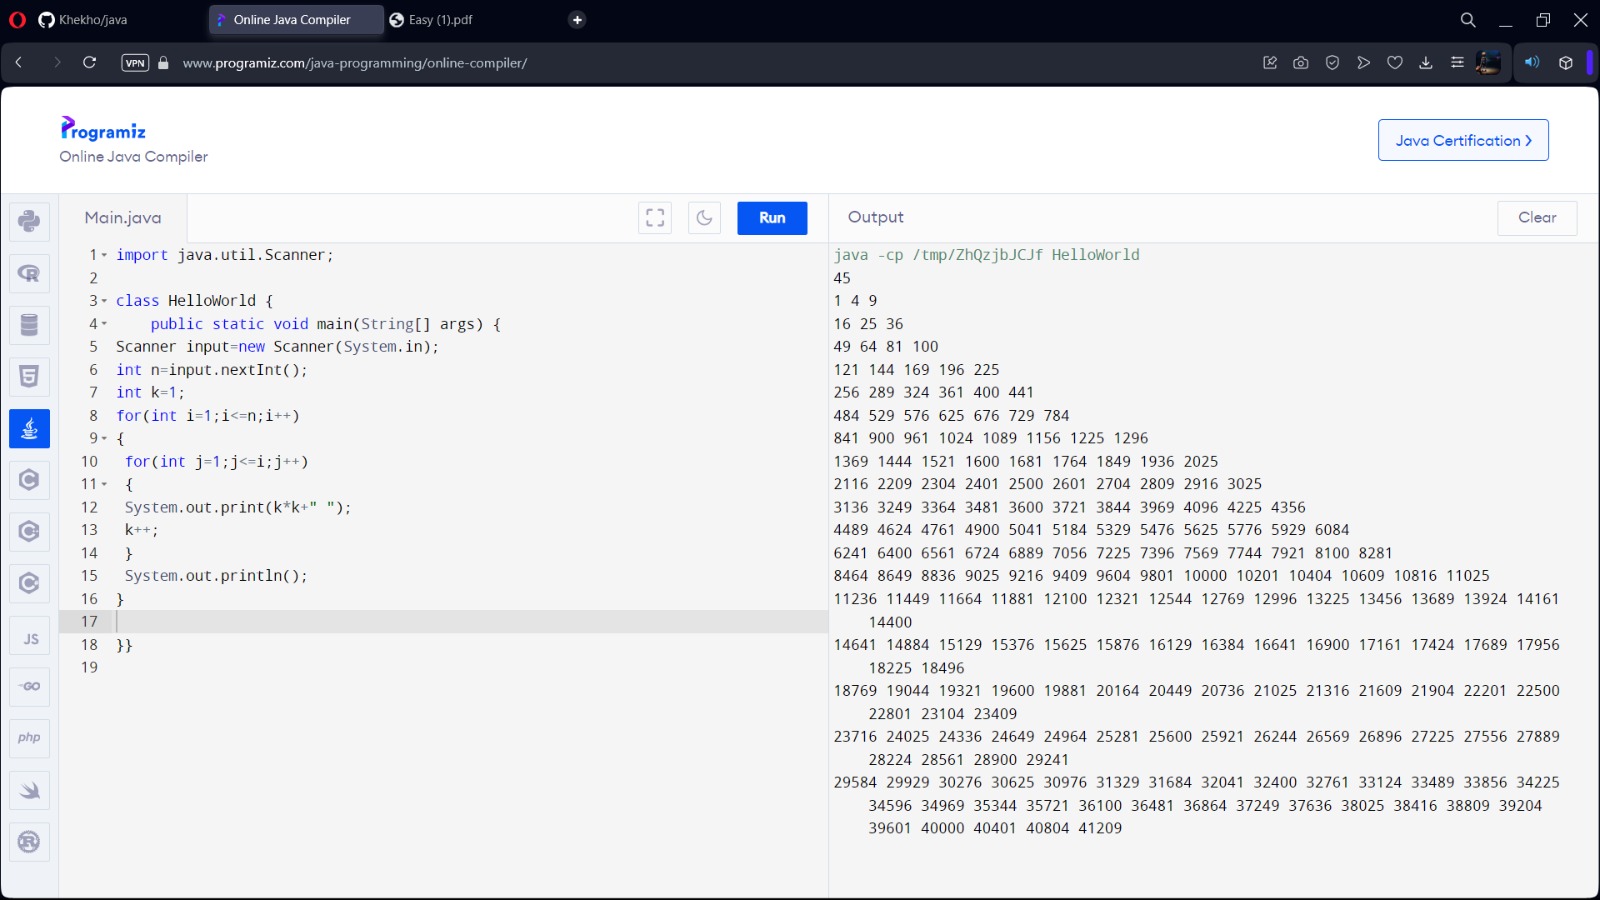 Khekho/java
Online Java Compiler
Easy (1).pdf
VPN
www.programiz.com/java-programming/online-compiler/
Programiz
Online Java Compiler
Java Certification
Main.java
Run
1 import java.util.Scanner;
2
3 class HelloWorld {
4 public static void main(String[] args) {
5 Scanner input=new Scanner(System.in);
6 int n=input.nextInt();
7 int k=1;
8 for(int i=1;i<=n;i++)
9 {
10 for(int j=1;j<=i;j++)
11 {
12 System.out.print(k*k+" ");
13 k++;
14 }
15 System.out.println();
16 }
17
18 }}
19
JS
GO
php
Output
Clear
java -cp /tmp/ZhQzjbJCJf HelloWorld
45
1 4 9
16 25 36
49 64 81 100
121 144 169 196 225
256 289 324 361 400 441
484 529 576 625 676 729 784
841 900 961 1024 1089 1156 1225 1296
1369 1444 1521 1600 1681 1764 1849 1936 2025
2116 2209 2304 2401 2500 2601 2704 2809 2916 3025
3136 3249 3364 3481 3600 3721 3844 3969 4096 4225 4356
4489 4624 4761 4900 5041 5184 5329 5476 5625 5776 5929 6084
6241 6400 6561 6724 6889 7056 7225 7396 7569 7744 7921 8100 8281
8464 8649 8836 9025 9216 9409 9604 9801 10000 10201 10404 10609 10816 11025
11236 11449 11664 11881 12100 12321 12544 12769 12996 13225 13456 13689 13924 14161
14400
14641 14884 15129 15376 15625 15876 16129 16384 16641 16900 17161 17424 17689 17956
18225 18496
18769 19044 19321 19600 19881 20164 20449 20736 21025 21316 21609 21904 22201 22500
22801 23104 23409
23716 24025 24336 24649 24964 25281 25600 25921 26244 26569 26896 27225 27556 27889
28224 28561 28900 29241
29584 29929 30276 30625 30976 31329 31684 32041 32400 32761 33124 33489 33856 34225
34596 34969 35344 35721 36100 36481 36864 37249 37636 38025 38416 38809 39204
39601 40000 40401 40804 41209